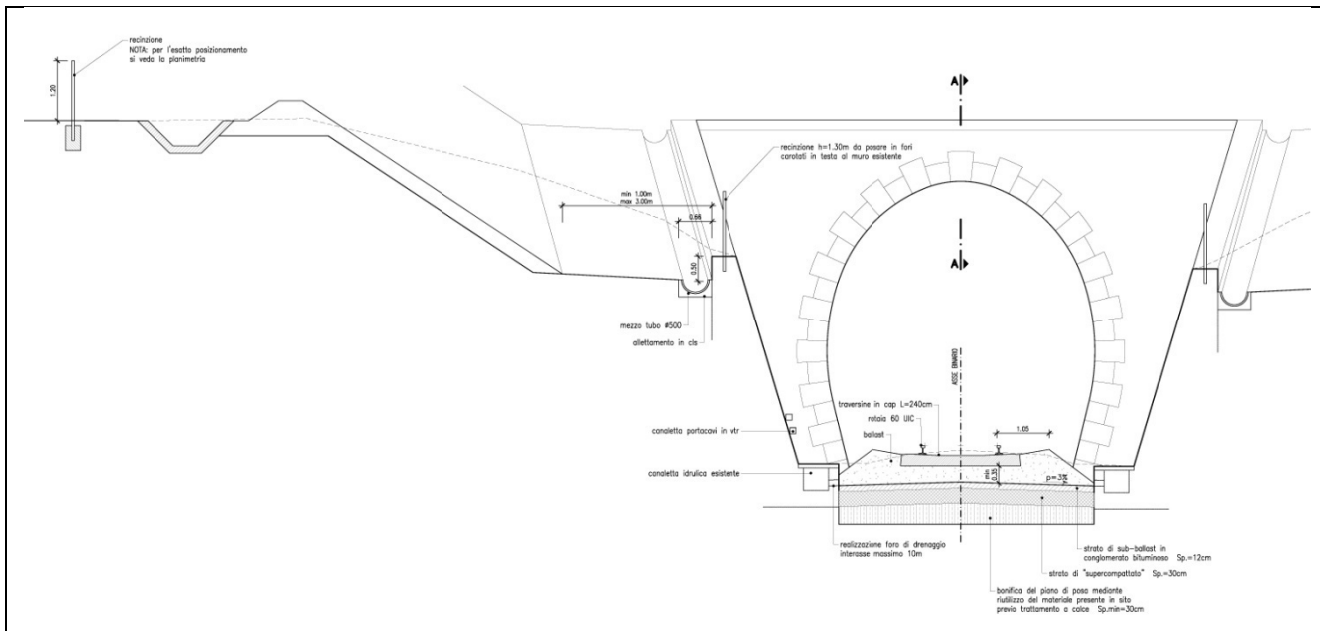 recinzione
NOTA: per l'esatto posizionamento
si veda la planimetria
1.20
A
recinzione h=1.30m da posare in fori
carotati in testa al muro esistente
min 1.00m
max 3.00m
0.66
A
0.50
mezzo tubo #500
allettamento in cls
ASSE BINARIO
traversine in cap L=240cm
rotaia 60 UIC
1.05
canaletta portacavi in vtr
balast
canaletta idrulica esistente
min
0.35
p=3%
realizzazione foro di drenaggio
interasse massimo 10m
strato di sub-ballast in
conglomerato bituminoso Sp.=12cm
strato di "supercompattato" Sp.=30cm
bonifica del piano di posa mediante
riutilizzo del materiale presente in sito
previo trattamento a calce Sp.min=30cm